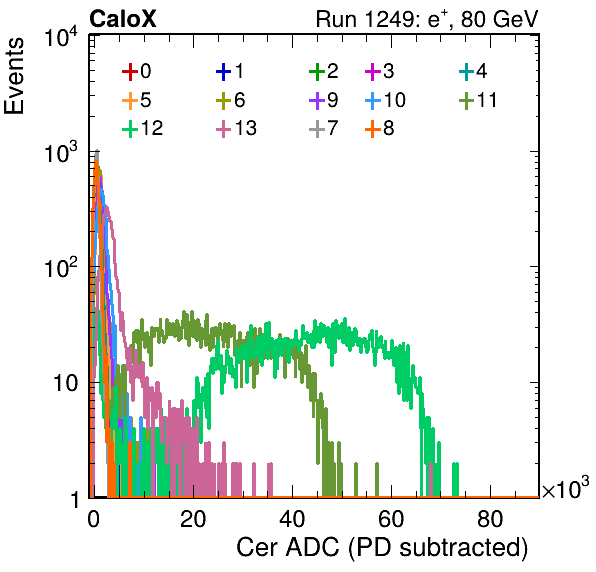 CaloX Run 1249: e⁺, 80 GeV
Events
10⁴
10³
10²
10
1
0 1 2 3 4
5 6 9 10 11
12 13 7 8
0 20 40 60 80 ×10³
Cer ADC (PD subtracted)